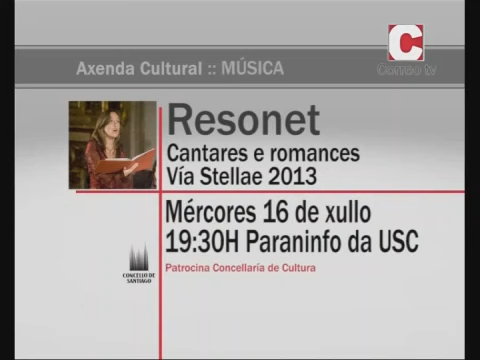 C
Correo tv
Axenda Cultural :: MÚSICA
Resonet
Cantares e romances
Vía Stellae 2013
Mércores 16 de xullo
19:30H Paraninfo da USC
Patrocina Concellaría de Cultura
CONCELLO DE
SANTIAGO